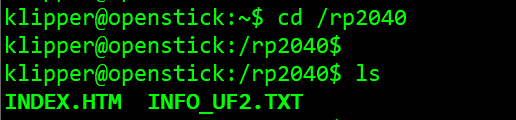 klipper@openstick:~$ cd /rp2040
klipper@openstick:/rp2040$
klipper@openstick:/rp2040$ ls
INDEX.HTM  INFO_UF2.TXT